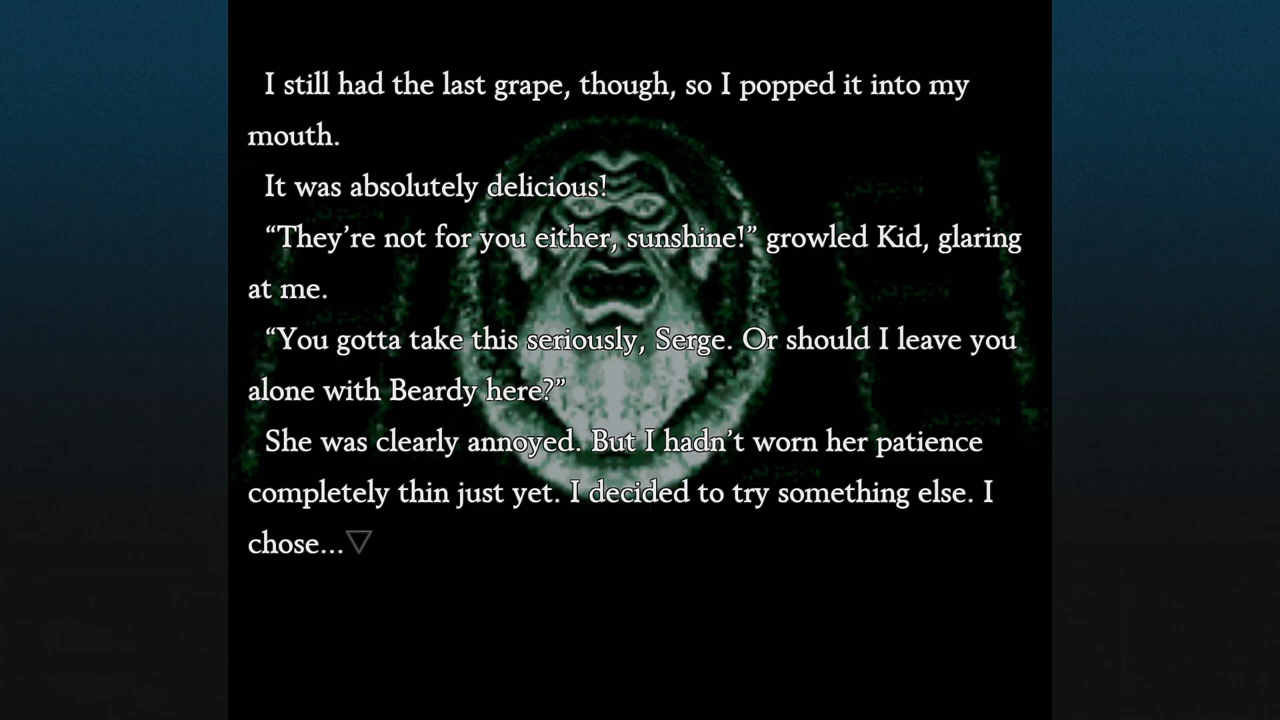 I still had the last grape, though, so I popped it into my
mouth.
It was absolutely delicious!
“They’re not for you either, sunshine!” growled Kid, glaring
at me.
“You gotta take this seriously, Serge. Or should I leave you
alone with Beardy here?”
She was clearly annoyed. But I hadn’t worn her patience
completely thin just yet. I decided to try something else. I
chose...